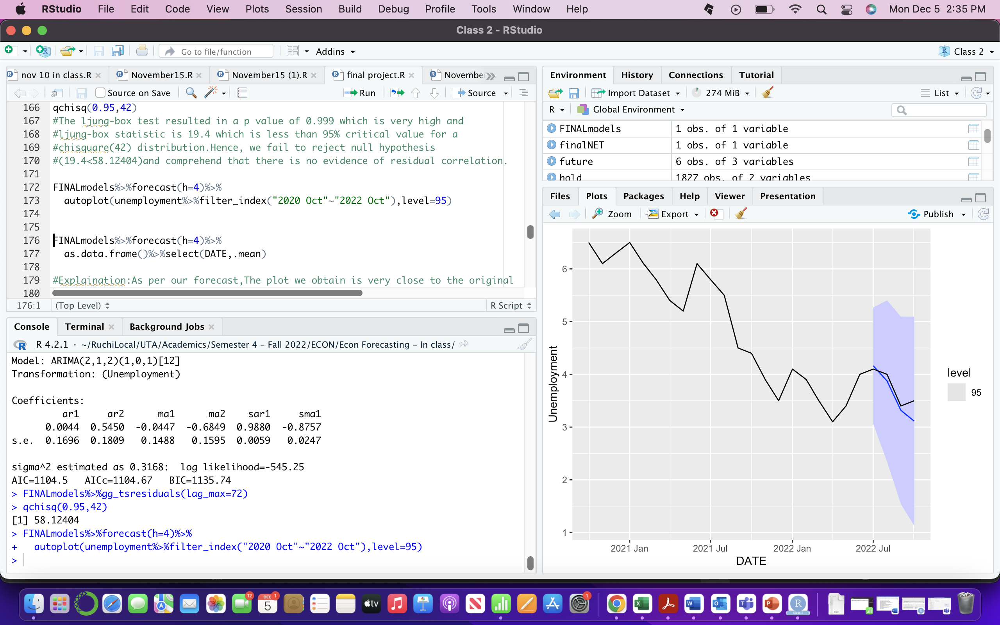 RStudio File Edit Code View Plots Session Build Debug Profile Tools Window Help Mon Dec 5 2:35 PM
Class 2 - RStudio
Go to file/function Addins Class 2
nov 10 in class.R November15.R November15 (1).R final project.R Novembe
Source on Save Run Source
166 qchisq(0.95,42)
167 #The ljung-box test resulted in a p value of 0.999 which is very high and
168 #ljung-box statistic is 19.4 which is less than 95% critical value for a
169 #chisquare(42) distribution.Hence, we fail to reject null hypothesis
170 #(19.4<58.12404)and comprehend that there is no evidence of residual correlation.
171
172 FINALmodels%>%forecast(h=4)%>%
173 autoplot(unemployment%>%filter_index("2020 Oct"~"2022 Oct"),level=95)
174
175
176 FINALmodels%>%forecast(h=4)%>%
177 as.data.frame()%>%select(DATE,.mean)
178
179 #Explaination:As per our forecast,The plot we obtain is very close to the original
180
176:1 (Top Level) R Script
Console Terminal Background Jobs
R 4.2.1 · ~/RuchiLocal/UTA/Academics/Semester 4 - Fall 2022/ECON/Econ Forecasting - In class/
Model: ARIMA(2,1,2)(1,0,1)[12]
Transformation: (Unemployment)
Coefficients:
ar1 ar2 ma1 ma2 sar1 sma1
0.0044 0.5450 -0.0447 -0.6849 0.9880 -0.8757
s.e. 0.1696 0.1809 0.1488 0.1595 0.0059 0.0247
sigma^2 estimated as 0.3168: log likelihood=-545.25
AIC=1104.5 AICc=1104.67 BIC=1135.74
> FINALmodels%>%gg_tsresiduals(lag_max=72)
> qchisq(0.95,42)
[1] 58.12404
> FINALmodels%>%forecast(h=4)%>%
+ autoplot(unemployment%>%filter_index("2020 Oct"~"2022 Oct"),level=95)
>
Environment History Connections Tutorial
Import Dataset 274 MiB List
R Global Environment
FINALmodels 1 obs. of 1 variable
finalNET 1 obs. of 1 variable
future 6 obs. of 3 variables
hold 1827 obs. of 2 variables
Files Plots Packages Help Viewer Presentation
Zoom Export Publish
Unemployment
6
5
4
3
2
1
2021 Jan 2021 Jul 2022 Jan 2022 Jul
DATE
level
95
12
DEC 1
5
tv
1
Class 2